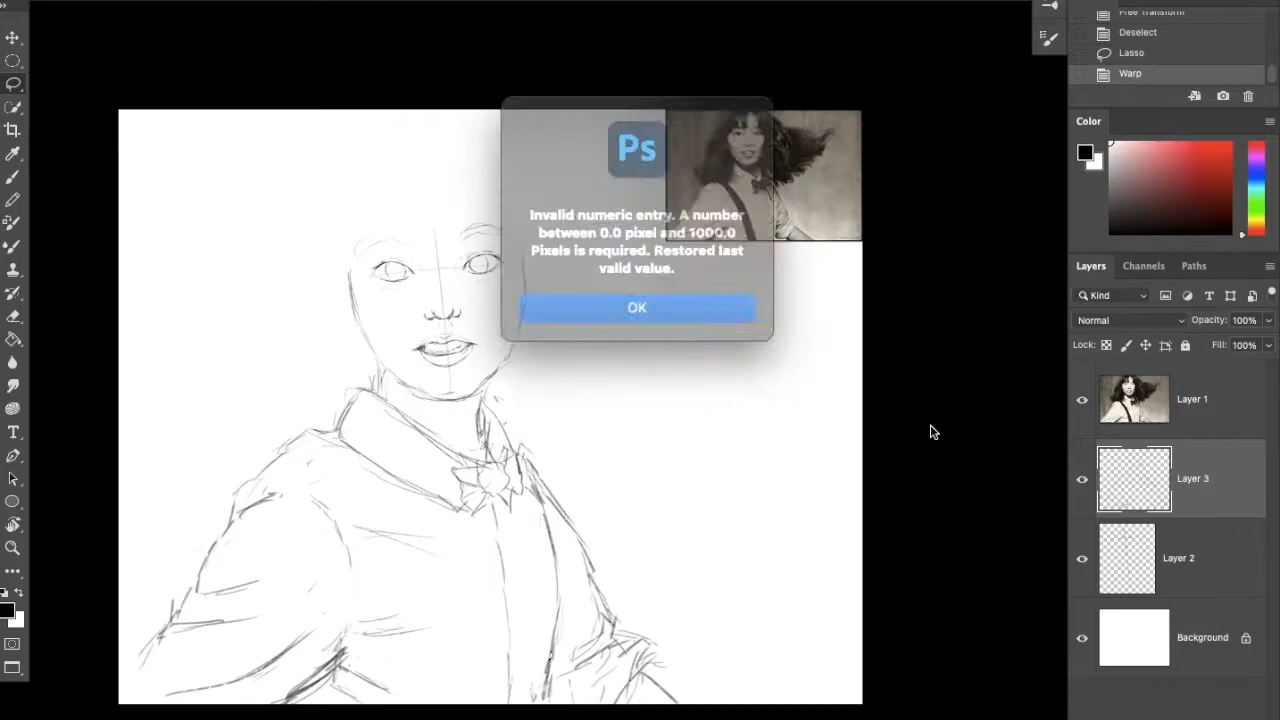 Free Transform
Deselect
Lasso
Warp
Color
Ps
Invalid numeric entry. A number
between 0.0 pixel and 1000.0
Pixels is required. Restored last
valid value.
OK
Layers Channels Paths
Kind
Normal Opacity: 100%
Lock: Fill: 100%
Layer 1
Layer 3
Layer 2
Background